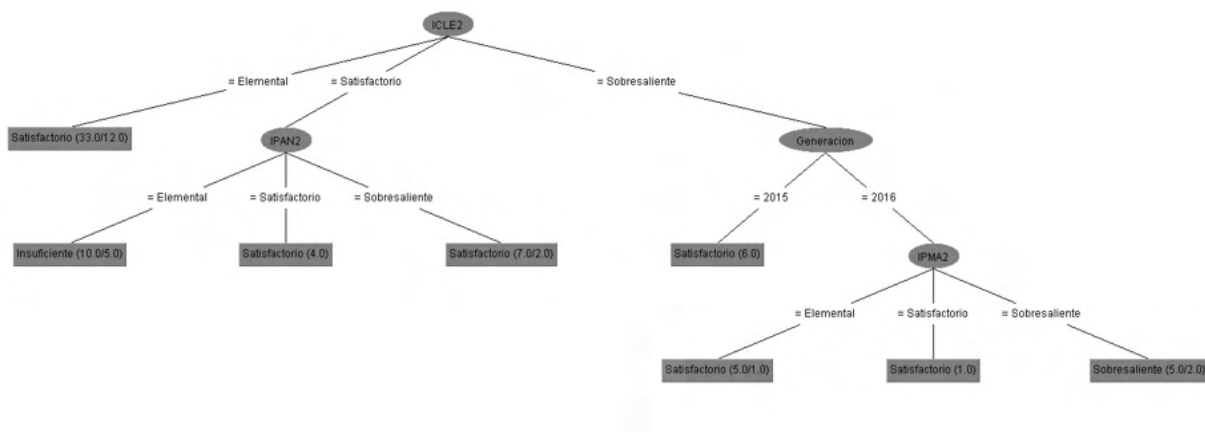 ICLE2
= Elemental
= Satisfactorio
= Sobresaliente
Satisfactorio (33.0/12.0)
IPAN2
Generacion
= Elemental
= Satisfactorio
= Sobresaliente
= 2015
= 2016
Insuficiente (10.0/5.0)
Satisfactorio (4.0)
Satisfactorio (7.0/2.0)
Satisfactorio (6.0)
IPMA2
= Elemental
= Satisfactorio
= Sobresaliente
Satisfactorio (5.0/1.0)
Satisfactorio (1.0)
Sobresaliente (5.0/2.0)